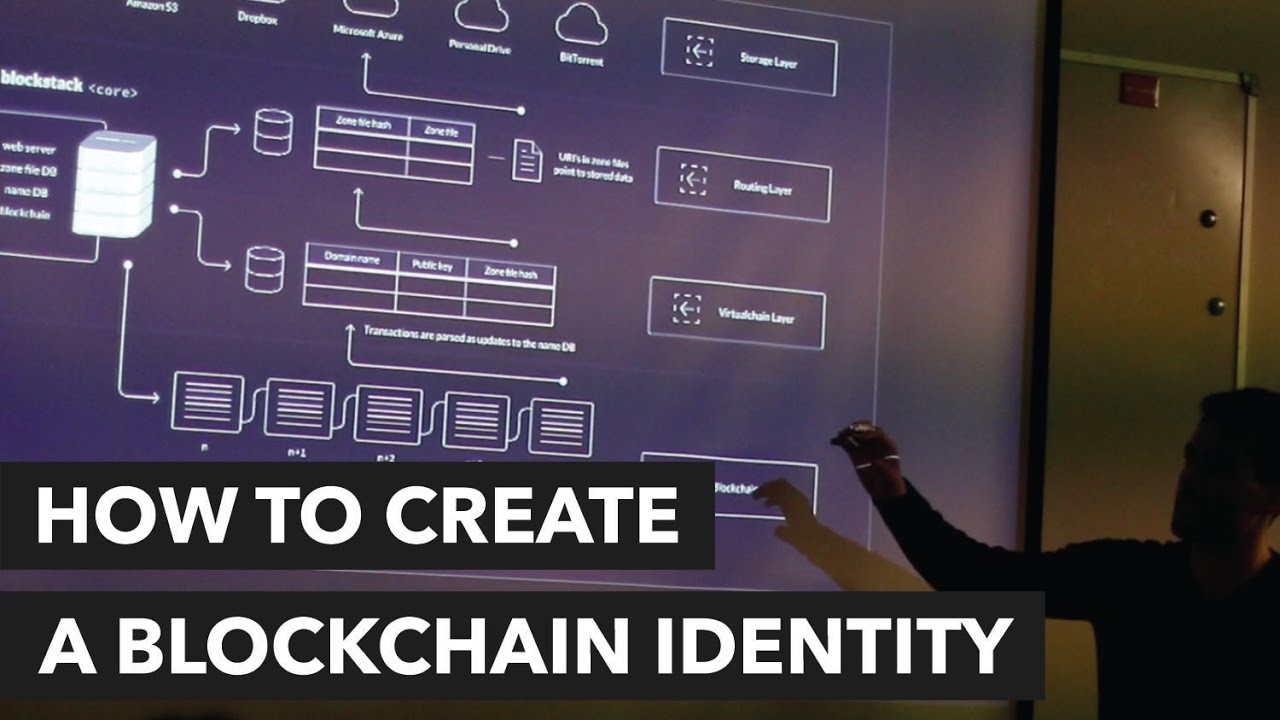 Amazon S3
Dropbox
Microsoft Azure
Personal Drive
BitTorrent
Storage Layer
blockstack <core>
web server
zone file DB
name DB
blockchain
Zone file hash
Zone file
URI's in zone files
point to stored data
Routing Layer
Domain name
Public key
Zone file hash
Virtualchain Layer
Transactions are parsed as updates to the name DB
n
n+1
n+2
Blockchain
HOW TO CREATE
A BLOCKCHAIN IDENTITY